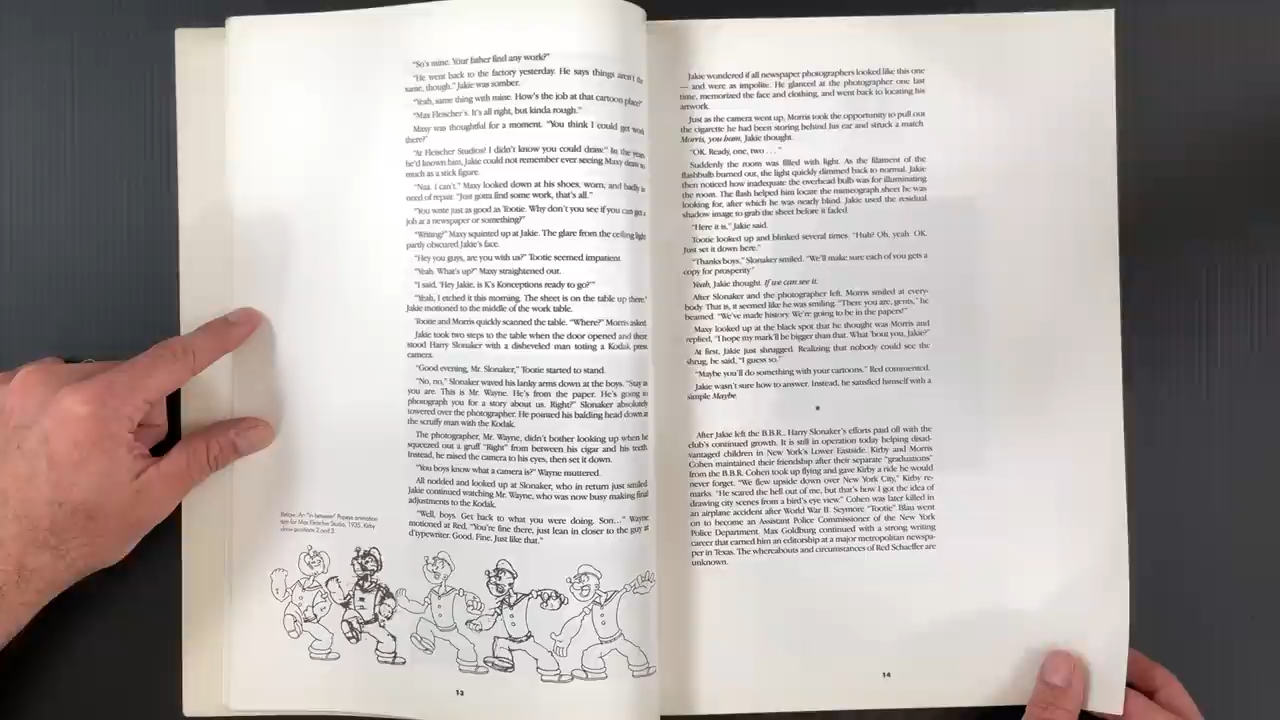 "So's mine. Your father find any work?"
"He went back to the factory yesterday. He says things aren't the
same, though." Jakie was somber.
"Yeah, same thing with mine. How's the job at that cartoon place?"
"Max Fleischer's. It's all right, but kinda rough."
Maxy was thoughtful for a moment. "You think I could get work
there?"
"At Fleischer Studios? I didn't know you could draw." In the years
he'd known him, Jakie could not remember ever seeing Maxy draw so
much as a stick figure.
"Naa. I can't." Maxy looked down at his shoes, worn, and badly in
need of repair. "Just gotta find some work, that's all."
"You write just as good as Tootie. Why don't you see if you can get a
job at a newspaper or something?"
"Writing?" Maxy squinted up at Jakie. The glare from the ceiling light
partly obscured Jakie's face.
"Hey you guys, are you with us?" Tootie seemed impatient.
"Yeah. What's up?" Maxy straightened out.
"I said, 'Hey Jakie, is K's Konceptions ready to go?'"
"Yeah, I etched it this morning. The sheet is on the table up there."
Jakie motioned to the middle of the work table.
Tootie and Morris quickly scanned the table. "Where?" Morris asked.
Jakie took two steps to the table when the door opened and there
stood Harry Slonaker with a disheveled man toting a Kodak press
camera.
"Good evening, Mr. Slonaker," Tootie started to stand.
"No, no," Slonaker waved his lanky arms down at the boys. "Stay as
you are. This is Mr. Wayne. He's from the paper. He's going to
photograph you for a story about us. Right?" Slonaker absolutely
towered over the photographer. He pointed his balding head down at
the scruffy man with the Kodak.
The photographer, Mr. Wayne, didn't bother looking up when he
squeezed out a gruff "Right" from between his cigar and his teeth.
Instead, he raised the camera to his eyes, then set it down.
"You boys know what a camera is?" Wayne muttered.
All nodded and looked up at Slonaker, who in return just smiled.
Jakie continued watching Mr. Wayne, who was now busy making final
adjustments to the Kodak.
"Well, boys. Get back to what you were doing. Son..." Wayne
motioned at Red, "You're fine there, just lean in closer to the guy at
d'typewriter. Good. Fine. Just like that."
Below: An "in-between" Popeye animation
for Max Fleischer Studio, 1935. Kirby
drew positions 2 and 3.
13
Jakie wondered if all newspaper photographers looked like this one
— and were as impolite. He glanced at the photographer one last
time, memorized the face and clothing, and went back to locating his
artwork.
Just as the camera went up, Morris took the opportunity to pull out
the cigarette he had been storing behind his ear and struck a match.
Morris, you bum, Jakie thought.
"OK. Ready, one, two . . ."
Suddenly the room was filled with light. As the filament of the
flashbulb burned out, the light quickly dimmed back to normal. Jakie
then noticed how inadequate the overhead bulb was for illuminating
the room. The flash helped him locate the mimeograph sheet he was
looking for, after which he was nearly blind. Jakie used the residual
shadow image to grab the sheet before it faded.
"Here it is," Jakie said.
Tootie looked up and blinked several times. "Huh? Oh, yeah. OK.
Just set it down here."
"Thanks boys," Slonaker smiled. "We'll make sure each of you gets a
copy for prosperity."
Yeah, Jakie thought. If we can see it.
After Slonaker and the photographer left, Morris smiled at every-
body. That is, it seemed like he was smiling. "There you are, gents," he
beamed. "We've made history. We're going to be in the papers!"
Maxy looked up at the black spot that he thought was Morris and
replied, "I hope my mark'll be bigger than that. What 'bout you, Jakie?"
At first, Jakie just shrugged. Realizing that nobody could see the
shrug, he said, "I guess so."
"Maybe you'll do something with your cartoons." Red commented.
Jakie wasn't sure how to answer. Instead, he satisfied himself with a
simple Maybe.
*
After Jakie left the B.B.R., Harry Slonaker's efforts paid off with the
club's continued growth. It is still in operation today helping disad-
vantaged children in New York's Lower Eastside. Kirby and Morris
Cohen maintained their friendship after their separate "graduations"
from the B.B.R. Cohen took up flying and gave Kirby a ride he would
never forget. "We flew upside down over New York City," Kirby re-
marks. "He scared the hell out of me, but that's how I got the idea of
drawing city scenes from a bird's eye view." Cohen was later killed in
an airplane accident after World War II. Seymore "Tootie" Blau went
on to become an Assistant Police Commissioner of the New York
Police Department. Max Goldburg continued with a strong writing
career that earned him an editorship at a major metropolitan newspa-
per in Texas. The whereabouts and circumstances of Red Schaeffer are
unknown.
14